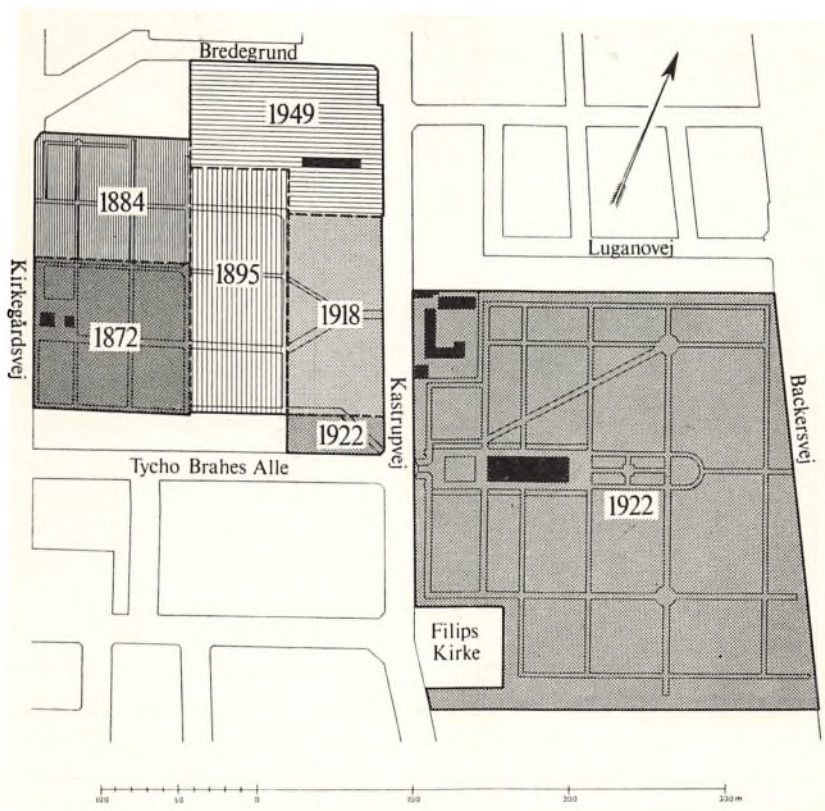 Bredegrund
1949
1884
Luganovej
Kirkegårdsvej
1895
1918
1872
Kastrupvej
Backersvej
1922
Tycho Brahes Alle
1922
Filips
Kirke
100
50
0
100
200
300 m